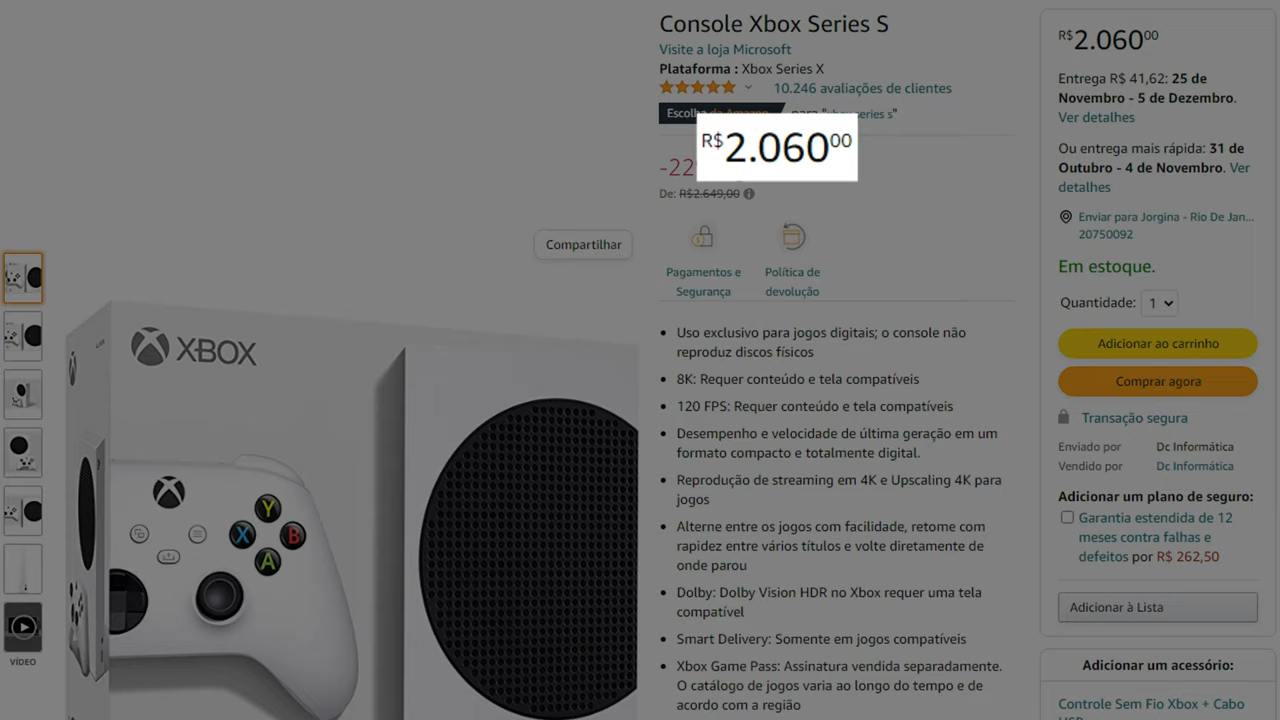 Console Xbox Series S
Visite a loja Microsoft
Plataforma : Xbox Series X
10.246 avaliações de clientes
Escolha da Amazon para "xbox series s"
R$2.06000
-22
De: R$2.649,00
Pagamentos e
Segurança
Política de
devolução
Compartilhar
XBOX
Y
X
B
A
VÍDEO
Uso exclusivo para jogos digitais; o console não
reproduz discos físicos
8K: Requer conteúdo e tela compatíveis
120 FPS: Requer conteúdo e tela compatíveis
Desempenho e velocidade de última geração em um
formato compacto e totalmente digital.
Reprodução de streaming em 4K e Upscaling 4K para
jogos
Alterne entre os jogos com facilidade, retome com
rapidez entre vários títulos e volte diretamente de
onde parou
Dolby: Dolby Vision HDR no Xbox requer uma tela
compatível
Smart Delivery: Somente em jogos compatíveis
Xbox Game Pass: Assinatura vendida separadamente.
O catálogo de jogos varia ao longo do tempo e de
acordo com a região
R$2.06000
Entrega R$ 41,62: 25 de
Novembro - 5 de Dezembro.
Ver detalhes
Ou entrega mais rápida: 31 de
Outubro - 4 de Novembro. Ver
detalhes
Enviar para Jorgina - Rio De Jan...
20750092
Em estoque.
Quantidade: 1
Adicionar ao carrinho
Comprar agora
Transação segura
Enviado por Dc Informática
Vendido por Dc Informática
Adicionar um plano de seguro:
Garantia estendida de 12
meses contra falhas e
defeitos por R$ 262,50
Adicionar à Lista
Adicionar um acessório:
Controle Sem Fio Xbox + Cabo